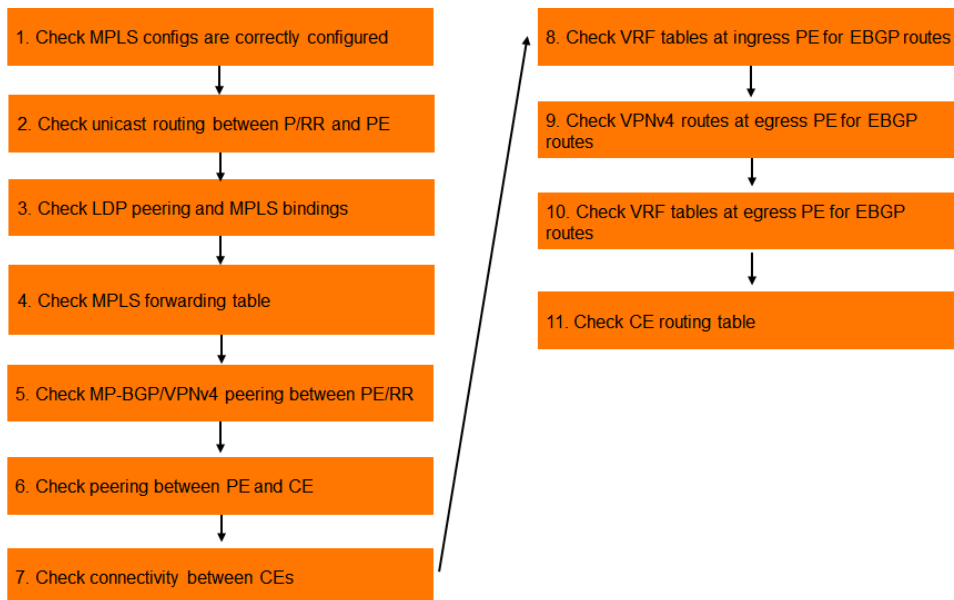 1. Check MPLS configs are correctly configured
2. Check unicast routing between P/RR and PE
3. Check LDP peering and MPLS bindings
4. Check MPLS forwarding table
5. Check MP-BGP/VPNv4 peering between PE/RR
6. Check peering between PE and CE
7. Check connectivity between CEs
8. Check VRF tables at ingress PE for EBGP routes
9. Check VPNv4 routes at egress PE for EBGP
routes
10. Check VRF tables at egress PE for EBGP
routes
11. Check CE routing table